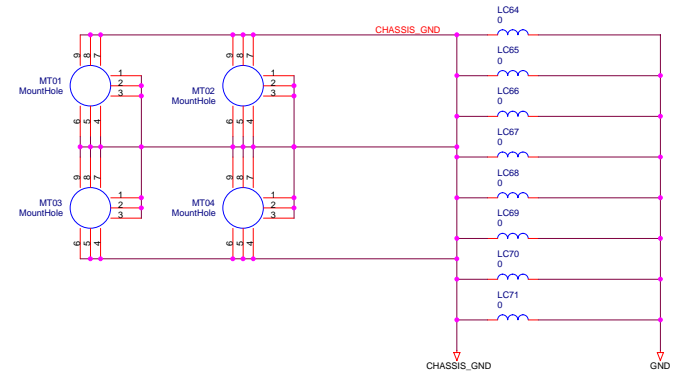 LC64
0
CHASSIS_GND
LC65
0
9 8 7
9 8 7
MT01
MountHole
1
2
3
MT02
MountHole
1
2
3
LC66
0
6 5 4
6 5 4
LC67
0
9 8 7
9 8 7
LC68
0
MT03
MountHole
1
2
3
MT04
MountHole
1
2
3
LC69
0
6 5 4
6 5 4
LC70
0
LC71
0
CHASSIS_GND
GND